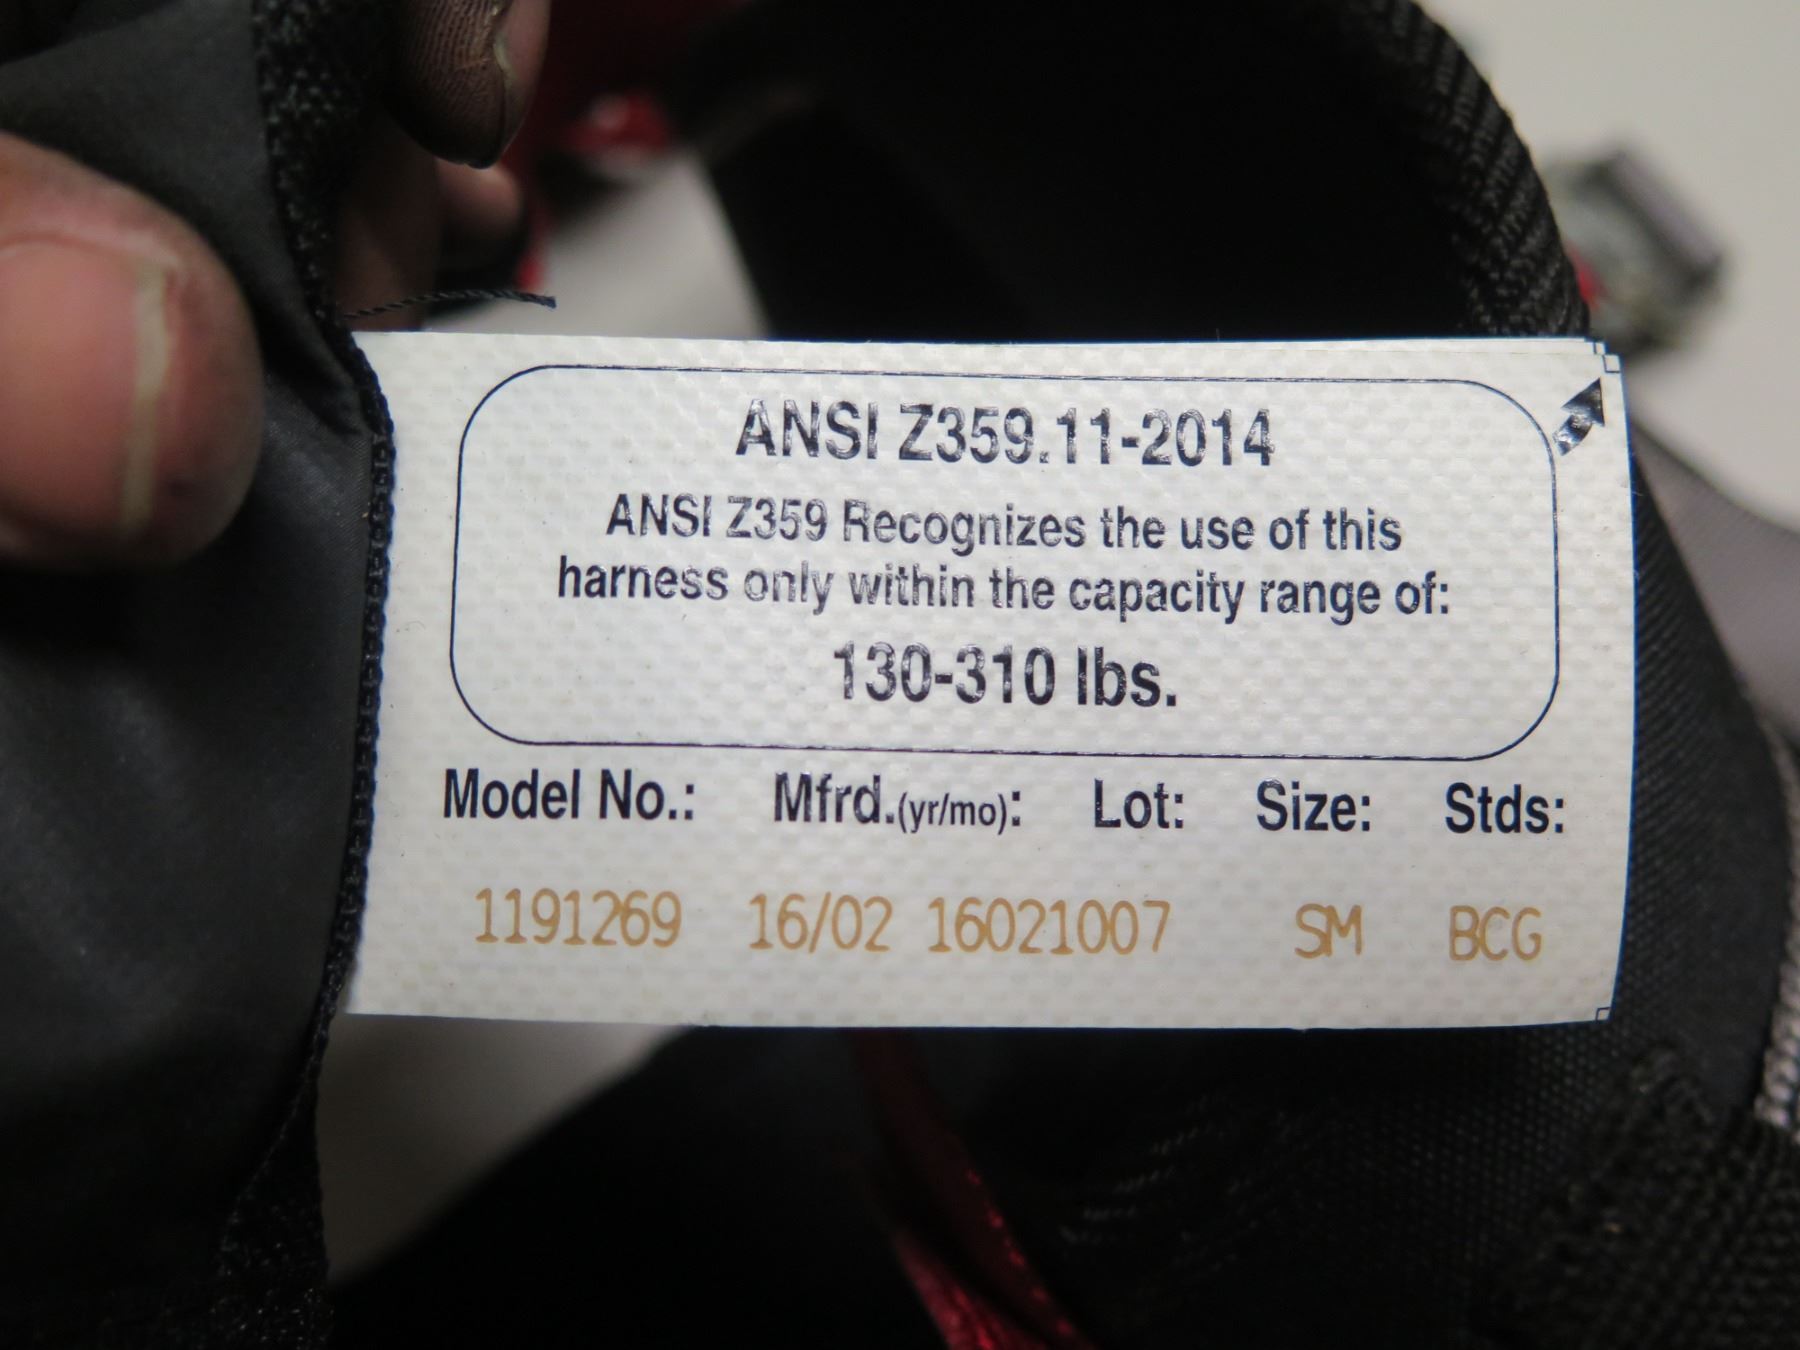 ANSI Z359.11-2014
ANSI Z359 Recognizes the use of this
harness only within the capacity range of:
130-310 lbs.
Model No.: Mfrd.(yr/mo): Lot: Size: Stds:
1191269 16/02 16021007 SM BCG